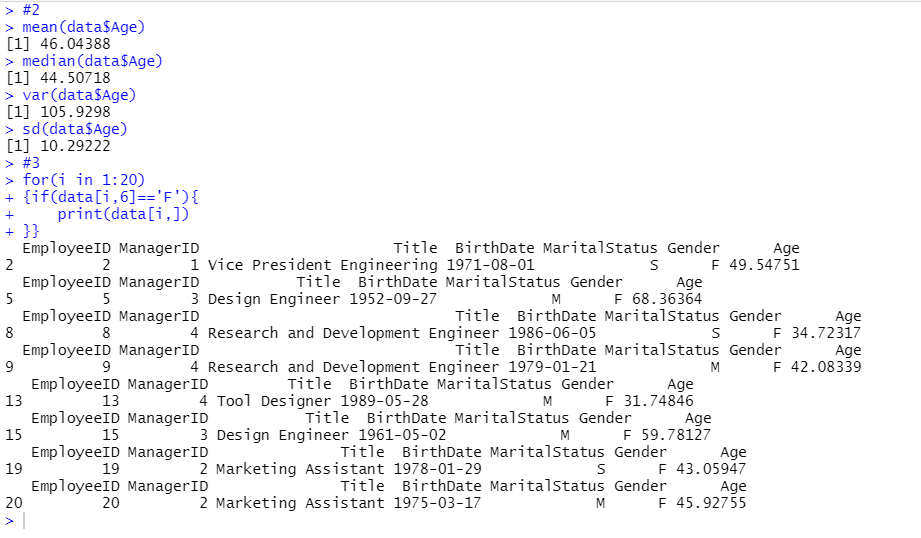 > #2
> mean(data$Age)
[1] 46.04388
> median(data$Age)
[1] 44.50718
> var(data$Age)
[1] 105.9298
> sd(data$Age)
[1] 10.29222
> #3
> for(i in 1:20)
+ {if(data[i,6]=='F'){
+     print(data[i,])
+ }}
  EmployeeID ManagerID                      Title  BirthDate MaritalStatus Gender      Age
2          2         1 Vice President Engineering 1971-08-01             S      F 49.54751
  EmployeeID ManagerID           Title  BirthDate MaritalStatus Gender      Age
5          5         3 Design Engineer 1952-09-27             M      F 68.36364
  EmployeeID ManagerID                             Title  BirthDate MaritalStatus Gender      Age
8          8         4 Research and Development Engineer 1986-06-05             S      F 34.72317
  EmployeeID ManagerID                             Title  BirthDate MaritalStatus Gender      Age
9          9         4 Research and Development Engineer 1979-01-21             M      F 42.08339
   EmployeeID ManagerID         Title  BirthDate MaritalStatus Gender      Age
13         13         4 Tool Designer 1989-05-28             M      F 31.74846
   EmployeeID ManagerID           Title  BirthDate MaritalStatus Gender      Age
15         15         3 Design Engineer 1961-05-02             M      F 59.78127
   EmployeeID ManagerID               Title  BirthDate MaritalStatus Gender      Age
19         19         2 Marketing Assistant 1978-01-29             S      F 43.05947
   EmployeeID ManagerID               Title  BirthDate MaritalStatus Gender      Age
20         20         2 Marketing Assistant 1975-03-17             M      F 45.92755
>